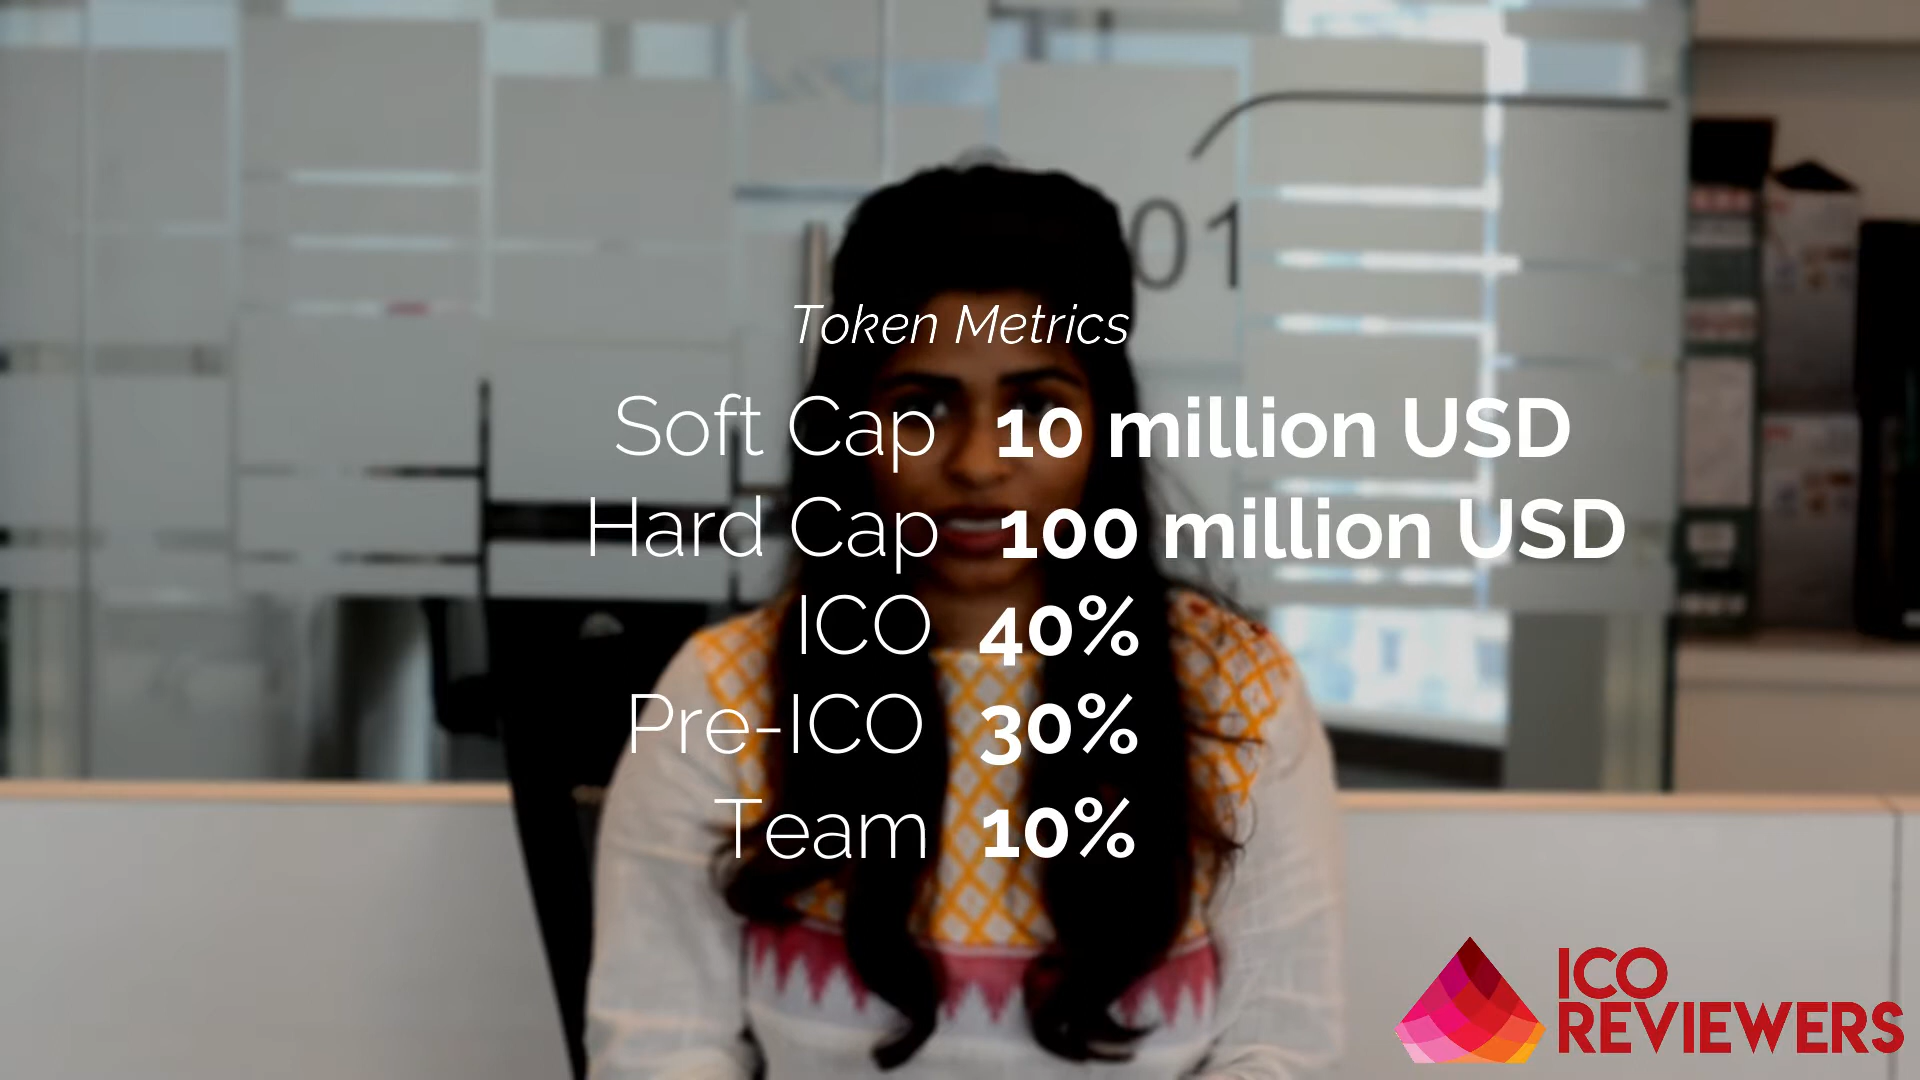 01
Token Metrics
Soft Cap 10 million USD
Hard Cap 100 million USD
ICO 40%
Pre-ICO 30%
Team 10%
ICO
REVIEWERS